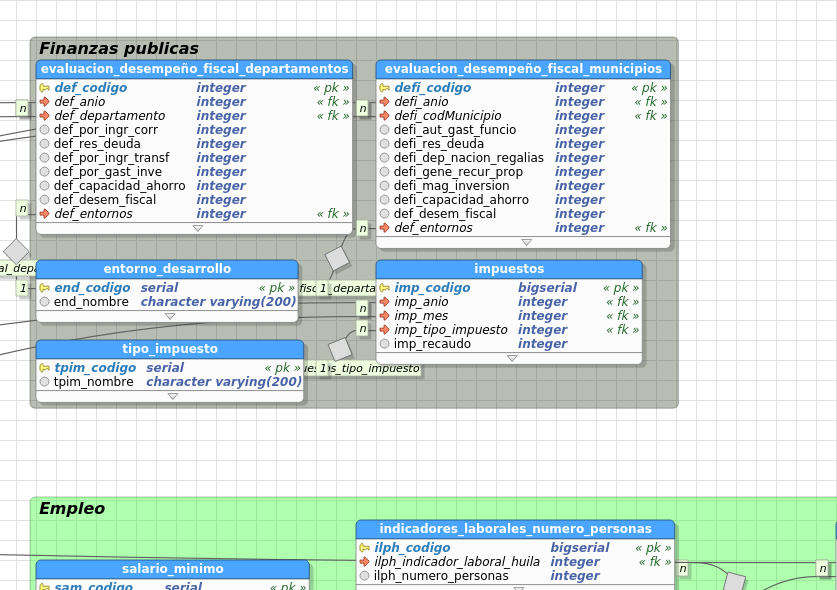 Finanzas publicas
evaluacion_desempeño_fiscal_departamentos
def_codigo integer « pk »
def_anio integer « fk »
def_departamento integer « fk »
def_por_ingr_corr integer
def_res_deuda integer
def_por_ingr_transf integer
def_por_gast_inve integer
def_capacidad_ahorro integer
def_desem_fiscal integer
def_entornos integer « fk »
evaluacion_desempeño_fiscal_municipios
defi_codigo integer « pk »
defi_anio integer « fk »
defi_codMunicipio integer « fk »
defi_aut_gast_funcio integer
defi_res_deuda integer
defi_dep_nacion_regalias integer
defi_gene_recur_prop integer
defi_mag_inversion integer
defi_capacidad_ahorro integer
def_desem_fiscal integer
def_entornos integer « fk »
n
n
n
n
1
entorno_desarrollo
end_codigo serial « pk »
end_nombre character varying(200)
1
impuestos
imp_codigo bigserial « pk »
imp_anio integer « fk »
imp_mes integer « fk »
imp_tipo_impuesto integer « fk »
imp_recaudo integer
n
n
tipo_impuesto
tpim_codigo serial « pk »
tpim_nombre character varying(200)
1 s_tipo_impuesto
Empleo
indicadores_laborales_numero_personas
ilph_codigo bigserial « pk »
ilph_indicador_laboral_huila integer « fk »
ilph_numero_personas integer
n
n
salario_minimo
sam_codigo serial « pk »